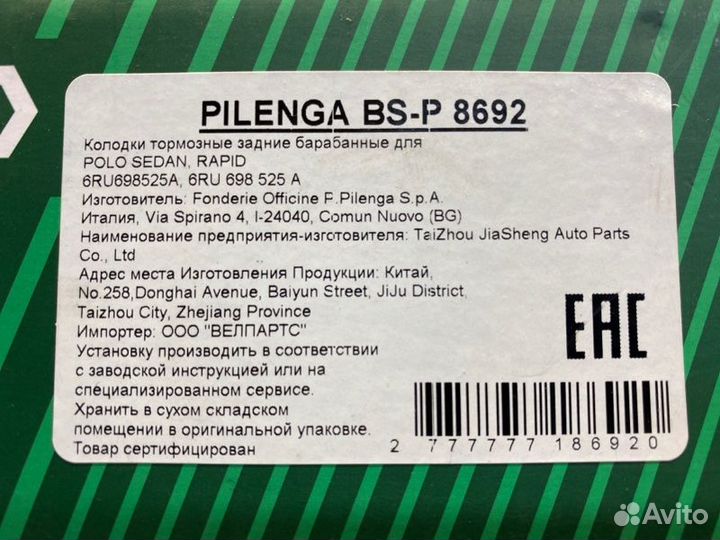 PILENGA BS-P 8692
Колодки тормозные задние барабанные для
POLO SEDAN, RAPID
6RU698525A, 6RU 698 525 A
Изготовитель: Fonderie Officine P.Pilenga S.p.A.
Италия, Via Spirano 4, I-24040, Comun Nuovo (BG)
Наименование предприятия-изготовителя: TaiZhou JiaSheng Auto Parts
Co., Ltd
Адрес места Изготовления Продукции: Китай,
No.258,Donghai Avenue, Baiyun Street, JiJu District,
Taizhou City, Zhejiang Province
Импортер: ООО "ВЕЛПАРТС"
Установку производить в соответствии
с заводской инструкцией или на
специализированном сервисе.
Хранить в сухом складском
помещении в оригинальной упаковке.
Товар сертифицирован
EAC
2 777777 186920
Avito